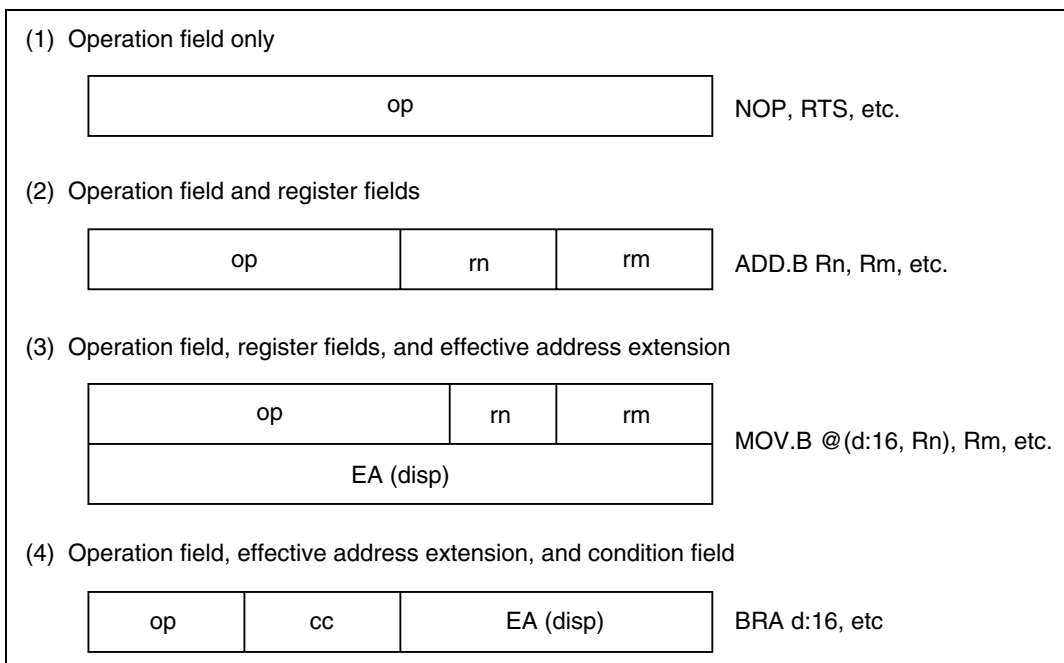 (1) Operation field only
op
NOP, RTS, etc.
(2) Operation field and register fields
op rn rm
ADD.B Rn, Rm, etc.
(3) Operation field, register fields, and effective address extension
op rn rm
EA (disp)
MOV.B @(d:16, Rn), Rm, etc.
(4) Operation field, effective address extension, and condition field
op cc EA (disp)
BRA d:16, etc